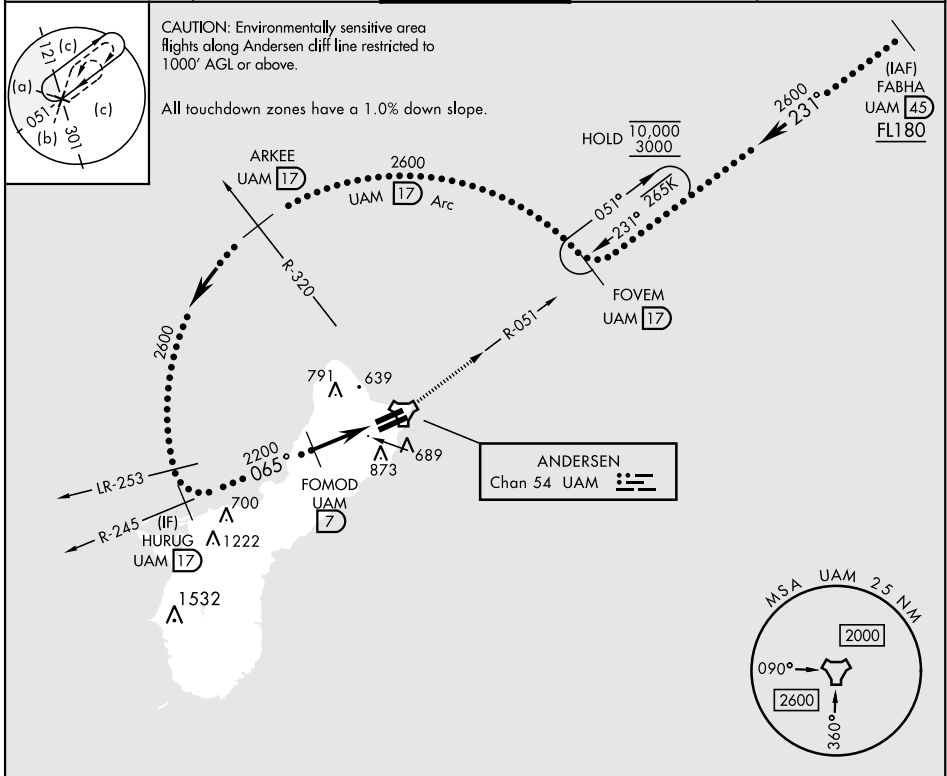 121
(c)
(a)
(c)
051
(b)
301
CAUTION: Environmentally sensitive area
flights along Andersen cliff line restricted to
1000' AGL or above.
All touchdown zones have a 1.0% down slope.
(IAF)
FABHA
UAM 45
FL180
2600
231°
HOLD 10,000
3000
051° 265K
231°
FOVEM
UAM 17
ARKEE
UAM 17
2600
UAM 17 Arc
R-320
2600
R-051
791
639
689
873
ANDERSEN
Chan 54 UAM
2200
065°
FOMOD
UAM
7
LR-253
R-245
(IF)
HURUG
UAM 17
700
1222
1532
MSA UAM 25 NM
2000
090°
2600
360°